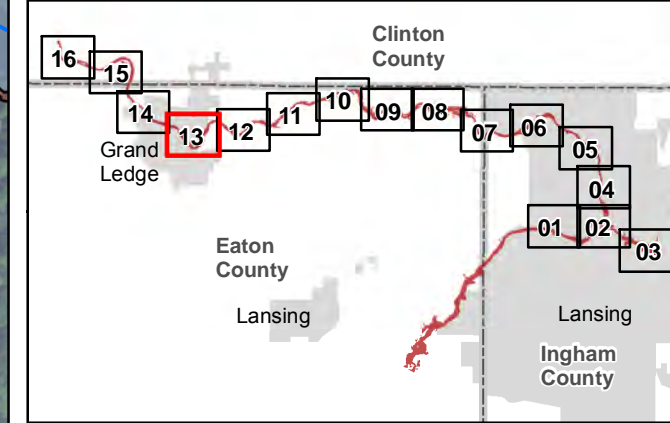 Clinton
County
16
15
14
13
12
11
10
09
08
07
06
05
04
01
02
03
Grand
Ledge
Eaton
County
Lansing
Lansing
Ingham
County